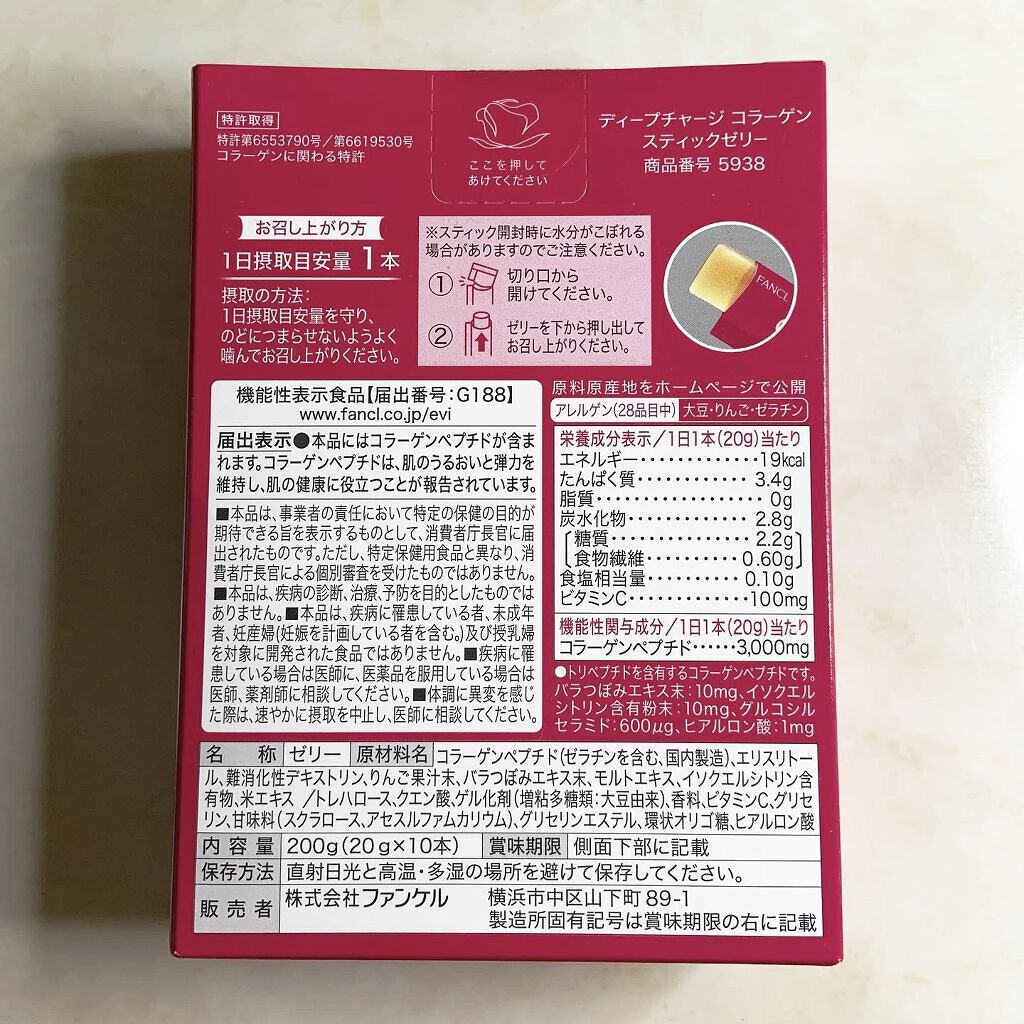 特許取得
特許第6553790号／第6619530号
コラーゲンに関わる特許
ここを押して
あけてください
ディープチャージ コラーゲン
スティックゼリー
商品番号 5938
お召し上がり方
1日摂取目安量 1本
摂取の方法：
1日摂取目安量を守り、
のどにつまらせないようよく
噛んでお召し上がりください。
※スティック開封時に水分がこぼれる
場合がありますのでご注意ください。
① 切り口から
開けてください。
② ゼリーを下から押し出して
お召し上がりください。
FANCL
機能性表示食品【届出番号：G188】
www.fancl.co.jp/evi
届出表示●本品にはコラーゲンペプチドが含ま
れます。コラーゲンペプチドは、肌のうるおいと弾力を
維持し、肌の健康に役立つことが報告されています。
■本品は、事業者の責任において特定の保健の目的が
期待できる旨を表示するものとして、消費者庁長官に届
出されたものです。ただし、特定保健用食品と異なり、消
費者庁長官による個別審査を受けたものではありません。
■本品は、疾病の診断、治療、予防を目的としたものでは
ありません。■本品は、疾病に罹患している者、未成年
者、妊産婦(妊娠を計画している者を含む。)及び授乳婦
を対象に開発された食品ではありません。■疾病に罹
患している場合は医師に、医薬品を服用している場合は
医師、薬剤師に相談してください。■体調に異変を感じ
た際は、速やかに摂取を中止し、医師に相談してください。
原料原産地をホームページで公開
アレルゲン(28品目中) 大豆・りんご・ゼラチン
栄養成分表示／1日1本(20g)当たり
エネルギー・・・・・・・・・・・・・19kcal
たんぱく質・・・・・・・・・・・・・3.4g
脂質・・・・・・・・・・・・・・・・・・0g
炭水化物・・・・・・・・・・・・・・2.8g
糖質・・・・・・・・・・・・・・・2.2g
食物繊維・・・・・・・・・・・0.60g
食塩相当量・・・・・・・・・・・0.10g
ビタミンC・・・・・・・・・・・・・100mg
機能性関与成分／1日1本(20g)当たり
コラーゲンペプチド・・・・・・3,000mg
●トリペプチドを含有するコラーゲンペプチドです。
バラつぼみエキス末：10mg、イソクエル
シトリン含有粉末：10mg、グルコシル
セラミド：600μg、ヒアルロン酸：1mg
名 称 ゼリー 原材料名 コラーゲンペプチド(ゼラチンを含む、国内製造)、エリスリトー
ル、難消化性デキストリン、りんご果汁末、バラつぼみエキス末、モルトエキス、イソクエルシトリン含
有物、米エキス ／トレハロース、クエン酸、ゲル化剤(増粘多糖類：大豆由来)、香料、ビタミンC、グリセ
リン、甘味料(スクラロース、アセスルファムカリウム)、グリセリンエステル、環状オリゴ糖、ヒアルロン酸
内容量 200g(20g×10本) 賞味期限 側面下部に記載
保存方法 直射日光と高温・多湿の場所を避けて保存してください。
販売者 株式会社ファンケル 横浜市中区山下町89-1
製造所固有記号は賞味期限の右に記載